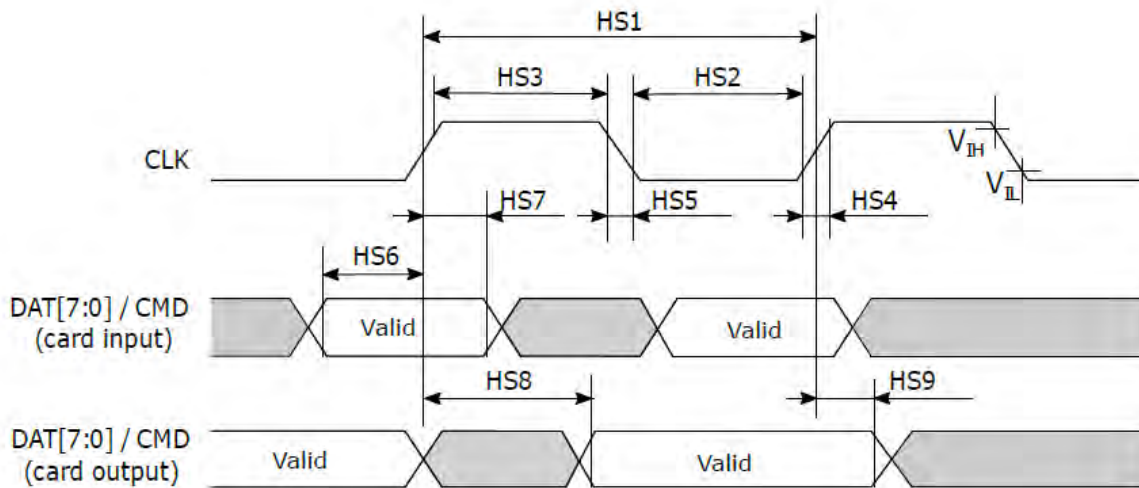 HS1
HS3
HS2
CLK
V_IH
V_IL
HS7
HS5
HS4
HS6
DAT[7:0] / CMD
(card input)
Valid
Valid
HS8
HS9
DAT[7:0] / CMD
(card output)
Valid
Valid